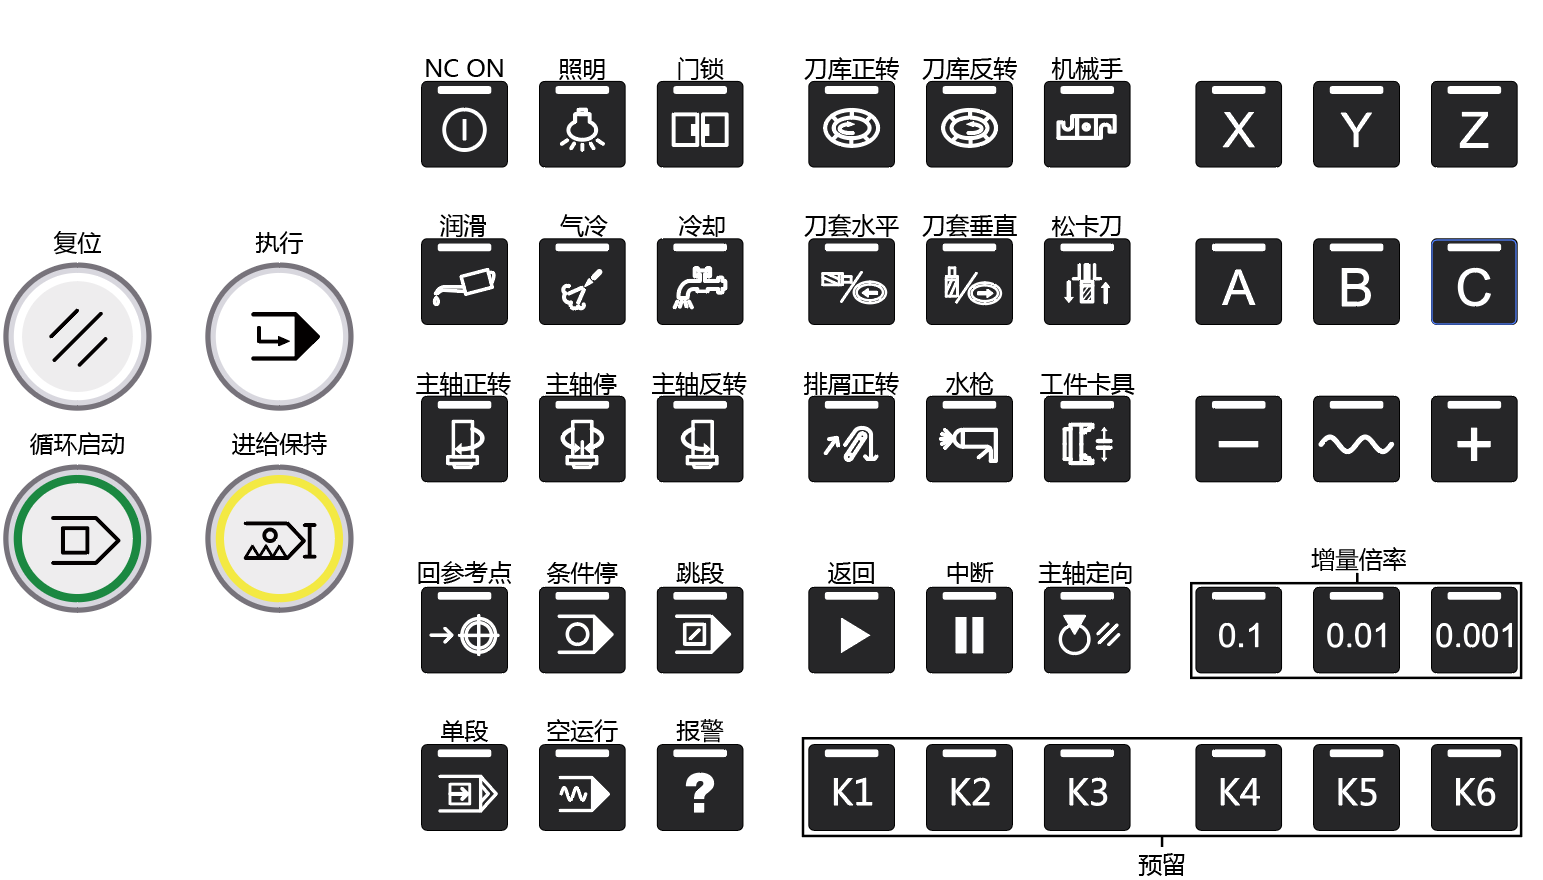 NC ON 照明 门锁 刀库正转 刀库反转 机械手
X Y Z
润滑 气冷 冷却 刀套水平 刀套垂直 松卡刀
复位 执行
A B C
主轴正转 主轴停 主轴反转 排屑正转 水枪 工件卡具
循环启动 进给保持
− +
增量倍率
回参考点 条件停 跳段 返回 中断 主轴定向
0.1 0.01 0.001
单段 空运行 报警
?
K1 K2 K3 K4 K5 K6
预留